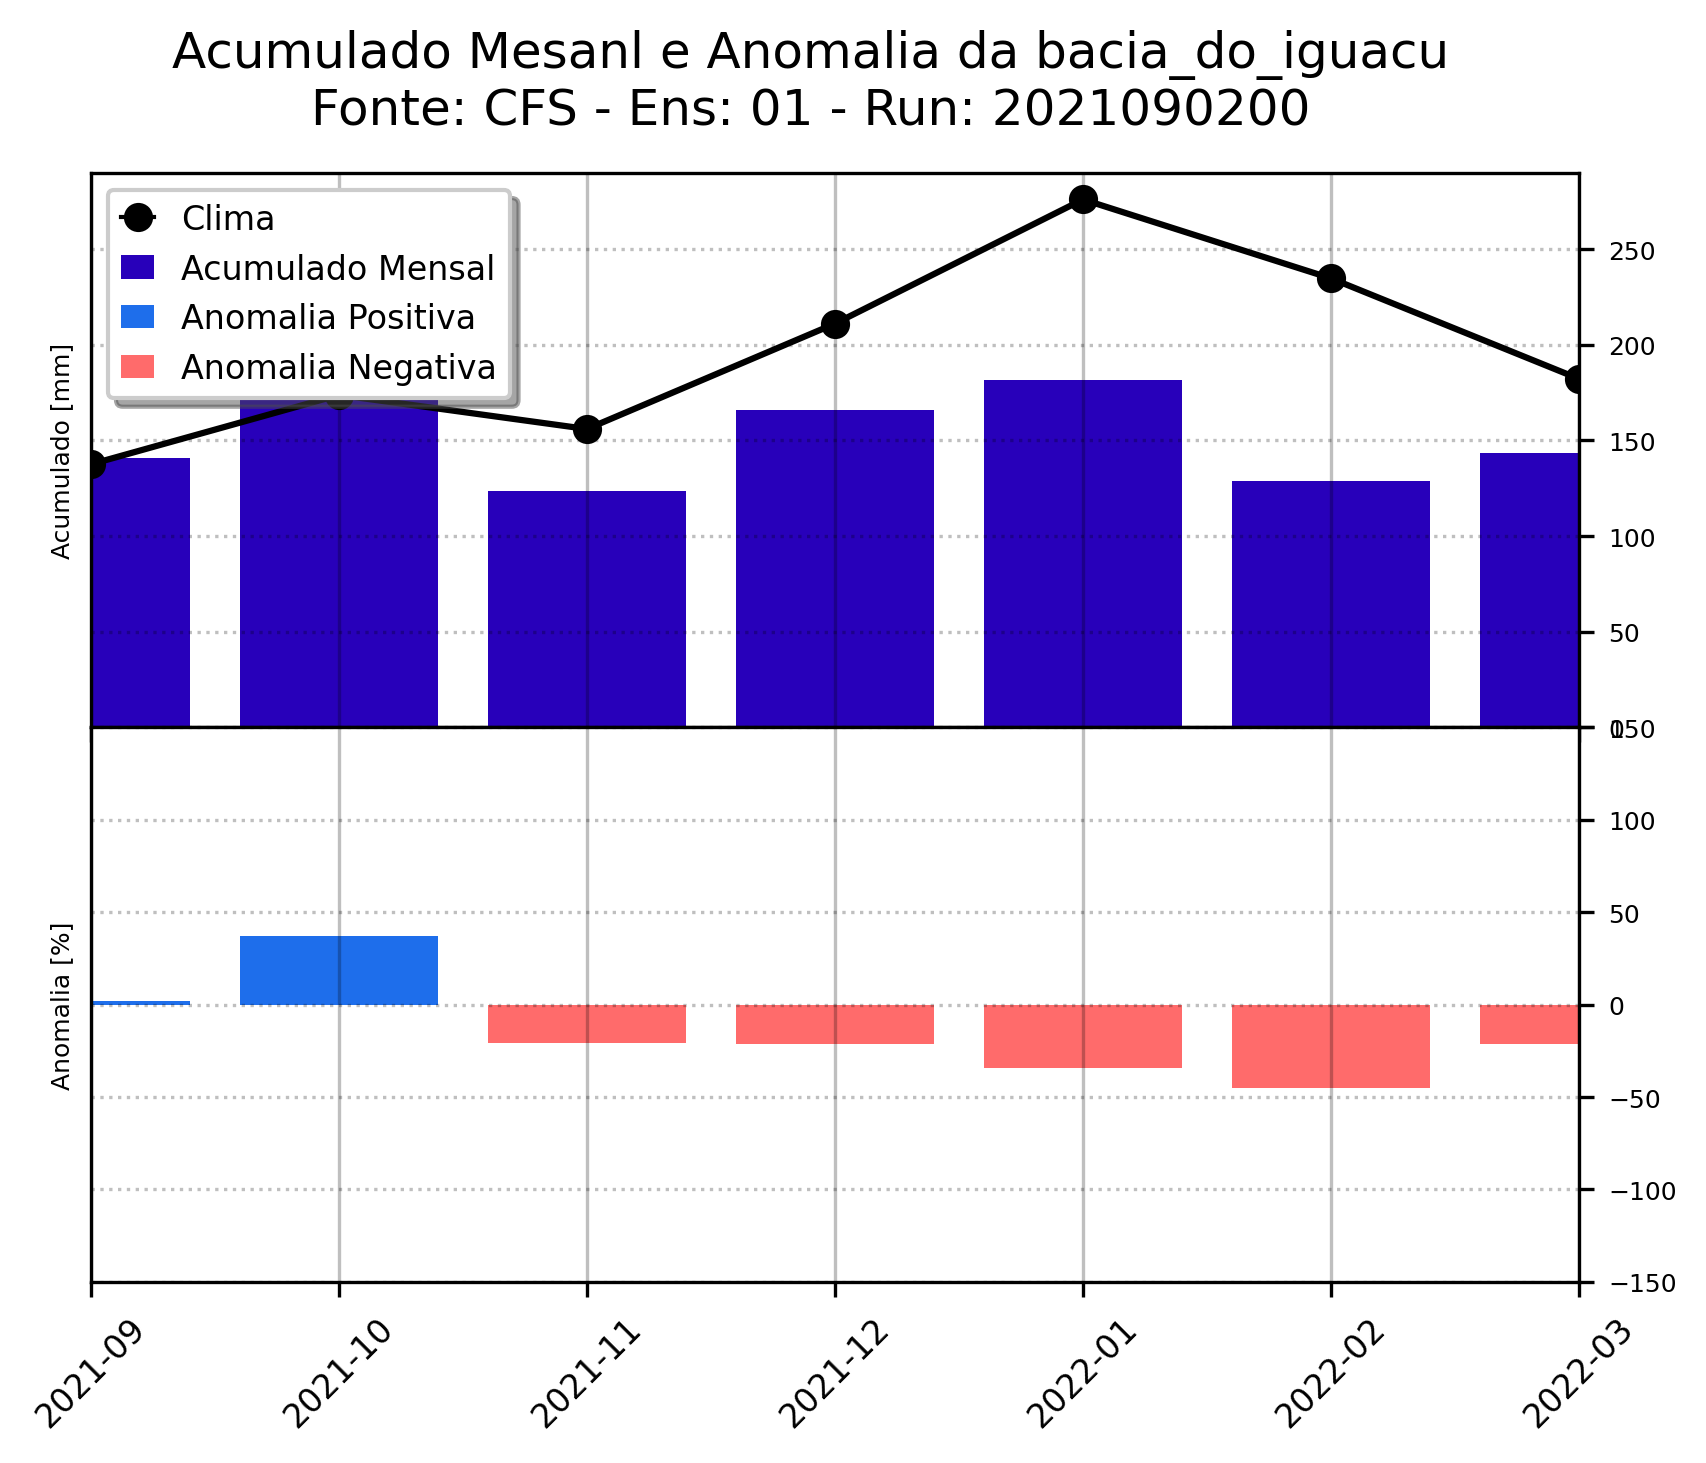 Acumulado Mesanl e Anomalia da bacia_do_iguacu
Fonte: CFS - Ens: 01 - Run: 2021090200
Clima
Acumulado Mensal
Anomalia Positiva
Anomalia Negativa
Acumulado [mm]
250
200
150
100
50
0
Anomalia [%]
150
100
50
0
−50
−100
−150
2021-09
2021-10
2021-11
2021-12
2022-01
2022-02
2022-03